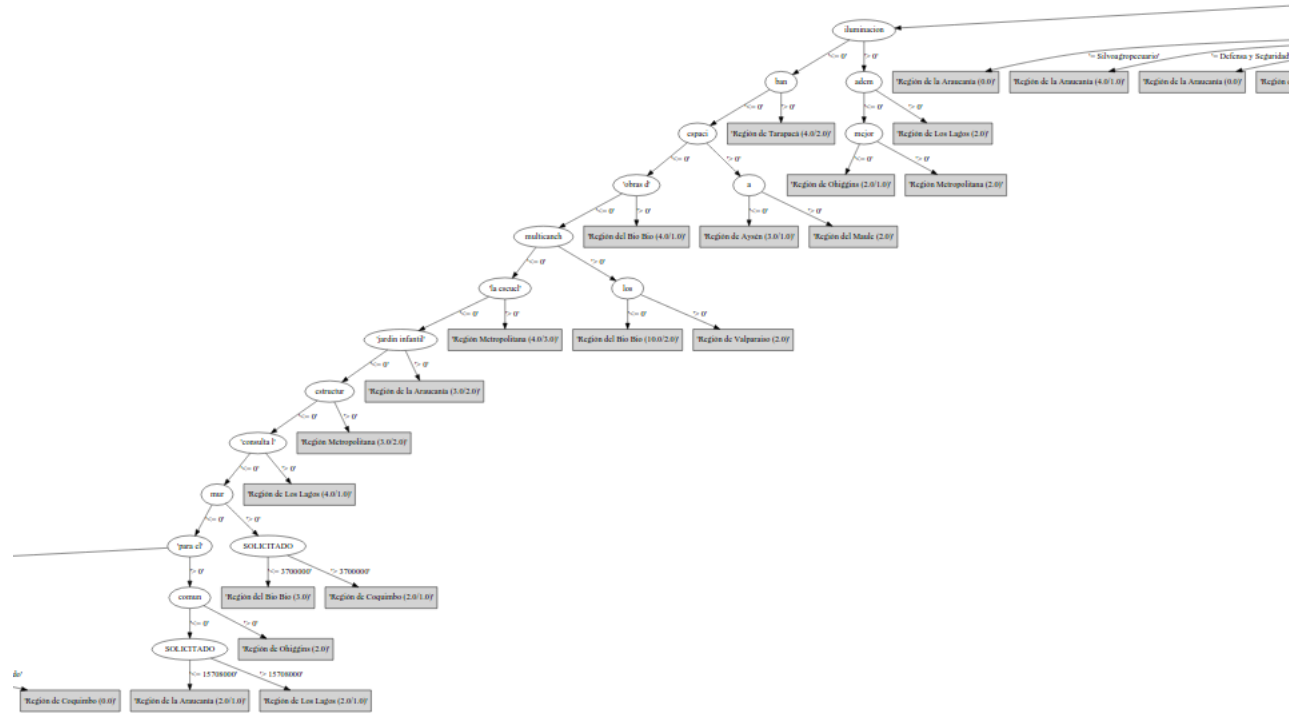 iluminacion
'<= 0' '> 0' '= Silvoagropecuario' '= Defensa y Seguridad
ban adem 'Región de la Araucanía (0.0)' 'Región de la Araucanía (4.0/1.0)' 'Región de la Araucanía (0.0)' 'Región
'<= 0' '> 0' '<= 0' '> 0'
espaci 'Región de Tarapacá (4.0/2.0)' mejor 'Región de Los Lagos (2.0)'
'<= 0' '> 0' '<= 0' '> 0'
'obras d' a 'Región de Ohiggins (2.0/1.0)' 'Región Metropolitana (2.0)'
'<= 0' '> 0' '<= 0' '> 0'
multicanch 'Región del Bío Bío (4.0/1.0)' 'Región de Aysén (3.0/1.0)' 'Región del Maule (2.0)'
'<= 0' '> 0'
'la escuel' los
'<= 0' '> 0' '<= 0' '> 0'
'jardin infantil' 'Región Metropolitana (4.0/3.0)' 'Región del Bío Bío (10.0/2.0)' 'Región de Valparaíso (2.0)'
'<= 0' '> 0'
estructur 'Región de la Araucanía (3.0/2.0)'
'<= 0' '> 0'
'consulta l' 'Región Metropolitana (3.0/2.0)'
'<= 0' '> 0'
mur 'Región de Los Lagos (4.0/1.0)'
'<= 0' '> 0'
'para el' SOLICITADO
'> 0' '<= 3700000' '> 3700000'
comun 'Región del Bío Bío (3.0)' 'Región de Coquimbo (2.0/1.0)'
'<= 0' '> 0'
SOLICITADO 'Región de Ohiggins (2.0)'
'<= 15708000' '> 15708000'
'Región de Coquimbo (0.0)' 'Región de la Araucanía (2.0/1.0)' 'Región de Los Lagos (2.0/1.0)'